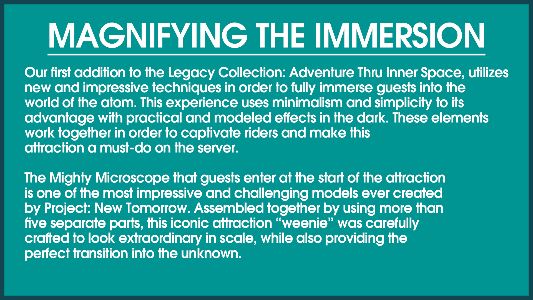 MAGNIFYING THE IMMERSION
Our first addition to the Legacy Collection: Adventure Thru Inner Space, utilizes
new and impressive techniques in order to fully immerse guests into the
world of the atom. This experience uses minimalism and simplicity to its
advantage with practical and modeled effects in the dark. These elements
work together in order to captivate riders and make this
attraction a must-do on the server.
The Mighty Microscope that guests enter at the start of the attraction
is one of the most impressive and challenging models ever created
by Project: New Tomorrow. Assembled together by using more than
five separate parts, this iconic attraction "weenie" was carefully
crafted to look extraordinary in scale, while also providing the
perfect transition into the unknown.